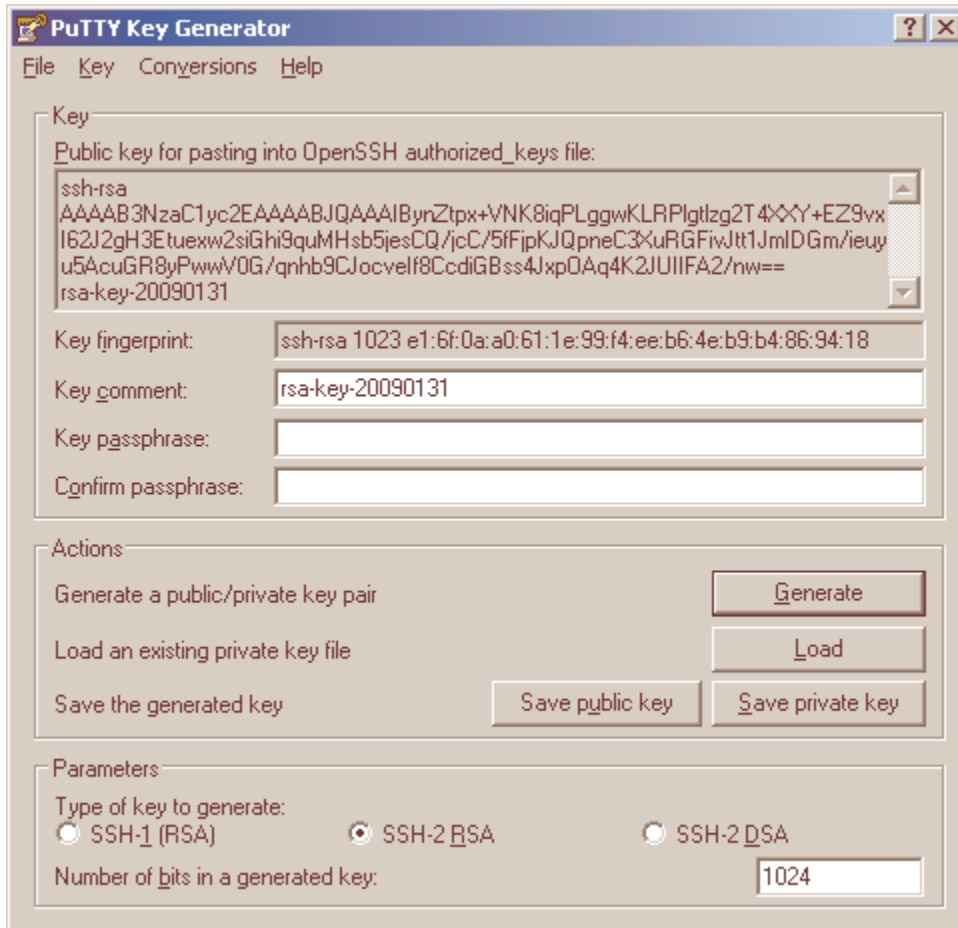 PuTTY Key Generator
File Key Conversions Help
Key
Public key for pasting into OpenSSH authorized_keys file:
ssh-rsa
AAAAB3NzaC1yc2EAAAABJQAAAIBynZtpx+VNK8iqPLggwKLRPlgtlzg2T4XXY+EZ9vx
I62J2gH3Etuexw2siGhi9quMHsb5jesCQ/jcC/5fFjpKJQpneC3XuRGFiwJtt1JmIDGm/ieuy
u5AcuGR8yPwwV0G/qnhb9CJocvelf8CcdiGBss4JxpOAq4K2JUIIFA2/nw==
rsa-key-20090131
Key fingerprint: ssh-rsa 1023 e1:6f:0a:a0:61:1e:99:f4:ee:b6:4e:b9:b4:86:94:18
Key comment: rsa-key-20090131
Key passphrase:
Confirm passphrase:
Actions
Generate a public/private key pair Generate
Load an existing private key file Load
Save the generated key Save public key Save private key
Parameters
Type of key to generate:
SSH-1 (RSA) SSH-2 RSA SSH-2 DSA
Number of bits in a generated key: 1024